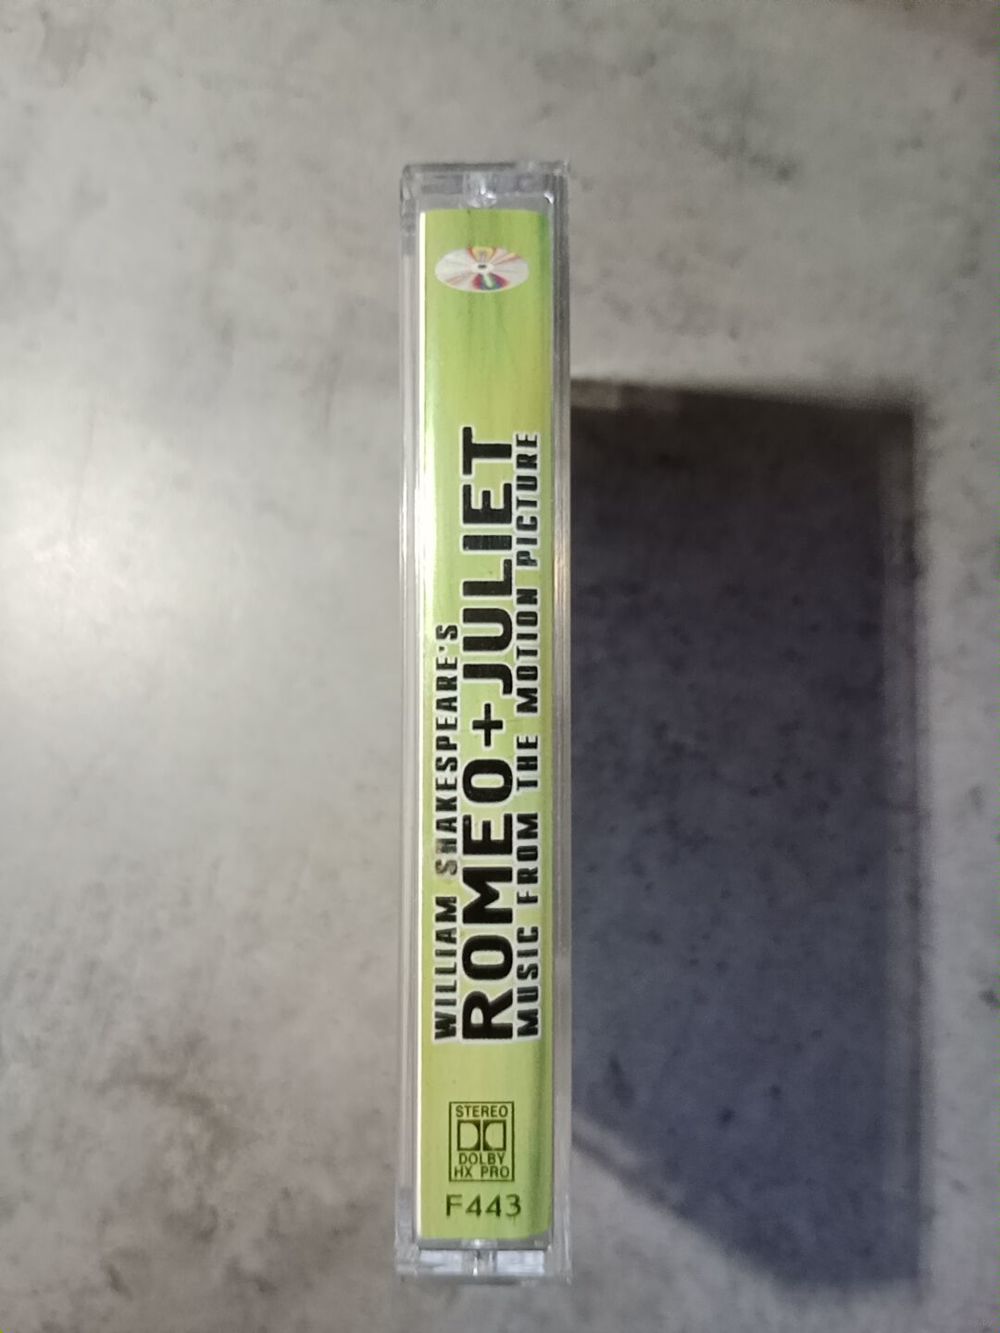 WILLIAM SHAKESPEARE'S
ROMEO+JULIET
MUSIC FROM THE MOTION PICTURE
STEREO
DOLBY
HX PRO
F443